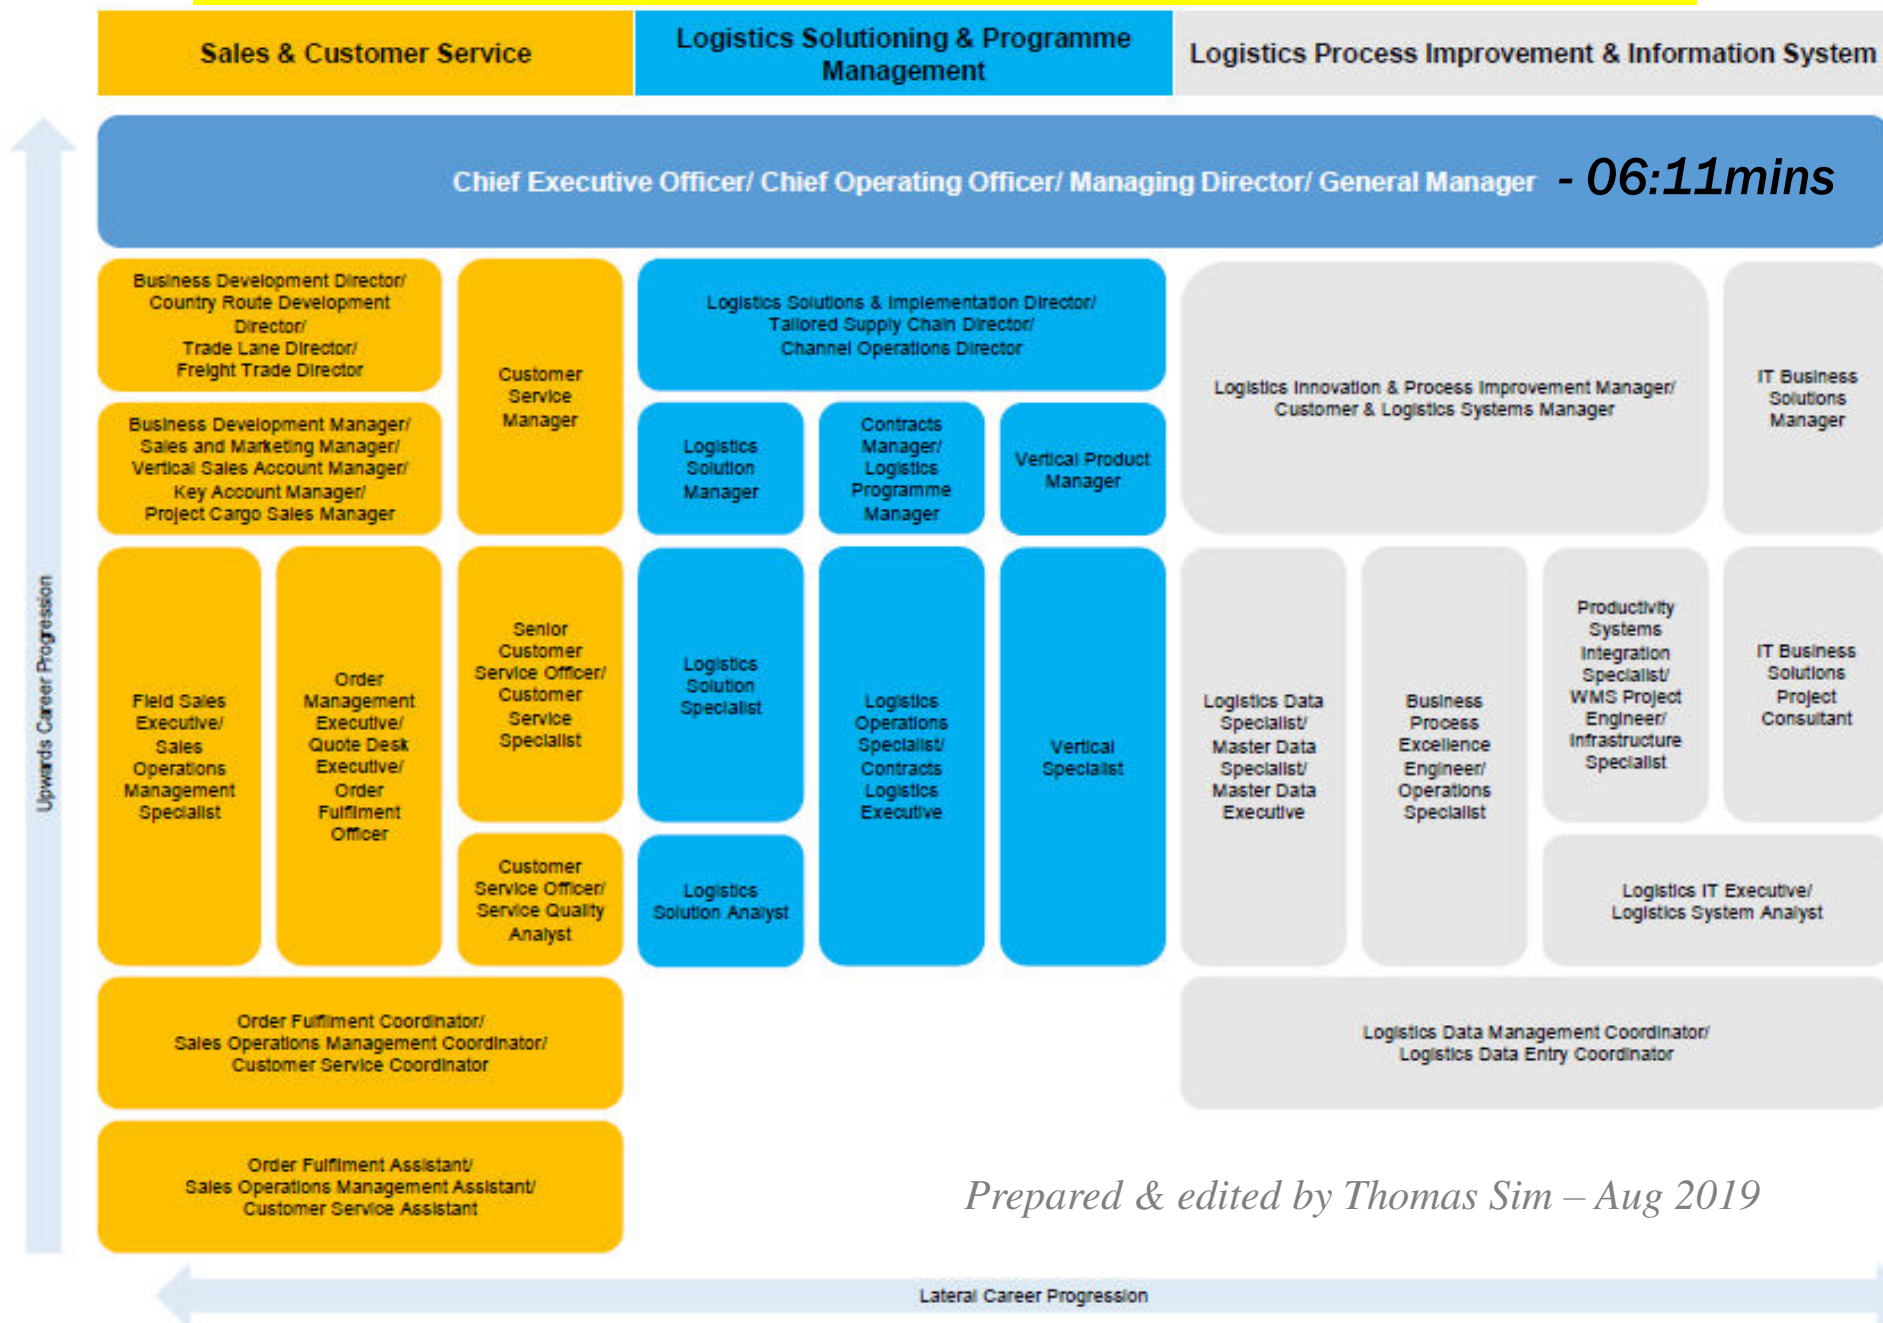 Sales & Customer Service
Logistics Solutioning & Programme
Management
Logistics Process Improvement & Information System
Chief Executive Officer/ Chief Operating Officer/ Managing Director/ General Manager - 06:11mins
Business Development Director/
Country Route Development
Director/
Trade Lane Director/
Freight Trade Director
Customer
Service
Manager
Logistics Solutions & Implementation Director/
Tailored Supply Chain Director/
Channel Operations Director
Logistics Innovation & Process Improvement Manager/
Customer & Logistics Systems Manager
IT Business
Solutions
Manager
Business Development Manager/
Sales and Marketing Manager/
Vertical Sales Account Manager/
Key Account Manager/
Project Cargo Sales Manager
Logistics
Solution
Manager
Contracts
Manager/
Logistics
Programme
Manager
Vertical Product
Manager
Upwards Career Progression
Field Sales
Executive/
Sales
Operations
Management
Specialist
Order
Management
Executive/
Quote Desk
Executive/
Order
Fulfilment
Officer
Senior
Customer
Service Officer/
Customer
Service
Specialist
Logistics
Solution
Specialist
Logistics
Operations
Specialist/
Contracts
Logistics
Executive
Vertical
Specialist
Logistics Data
Specialist/
Master Data
Specialist/
Master Data
Executive
Business
Process
Excellence
Engineer/
Operations
Specialist
Productivity
Systems
Integration
Specialist/
WMS Project
Engineer/
Infrastructure
Specialist
IT Business
Solutions
Project
Consultant
Customer
Service Officer/
Service Quality
Analyst
Logistics
Solution Analyst
Logistics IT Executive/
Logistics System Analyst
Order Fulfilment Coordinator/
Sales Operations Management Coordinator/
Customer Service Coordinator
Logistics Data Management Coordinator/
Logistics Data Entry Coordinator
Order Fulfilment Assistant/
Sales Operations Management Assistant/
Customer Service Assistant
Prepared & edited by Thomas Sim – Aug 2019
Lateral Career Progression